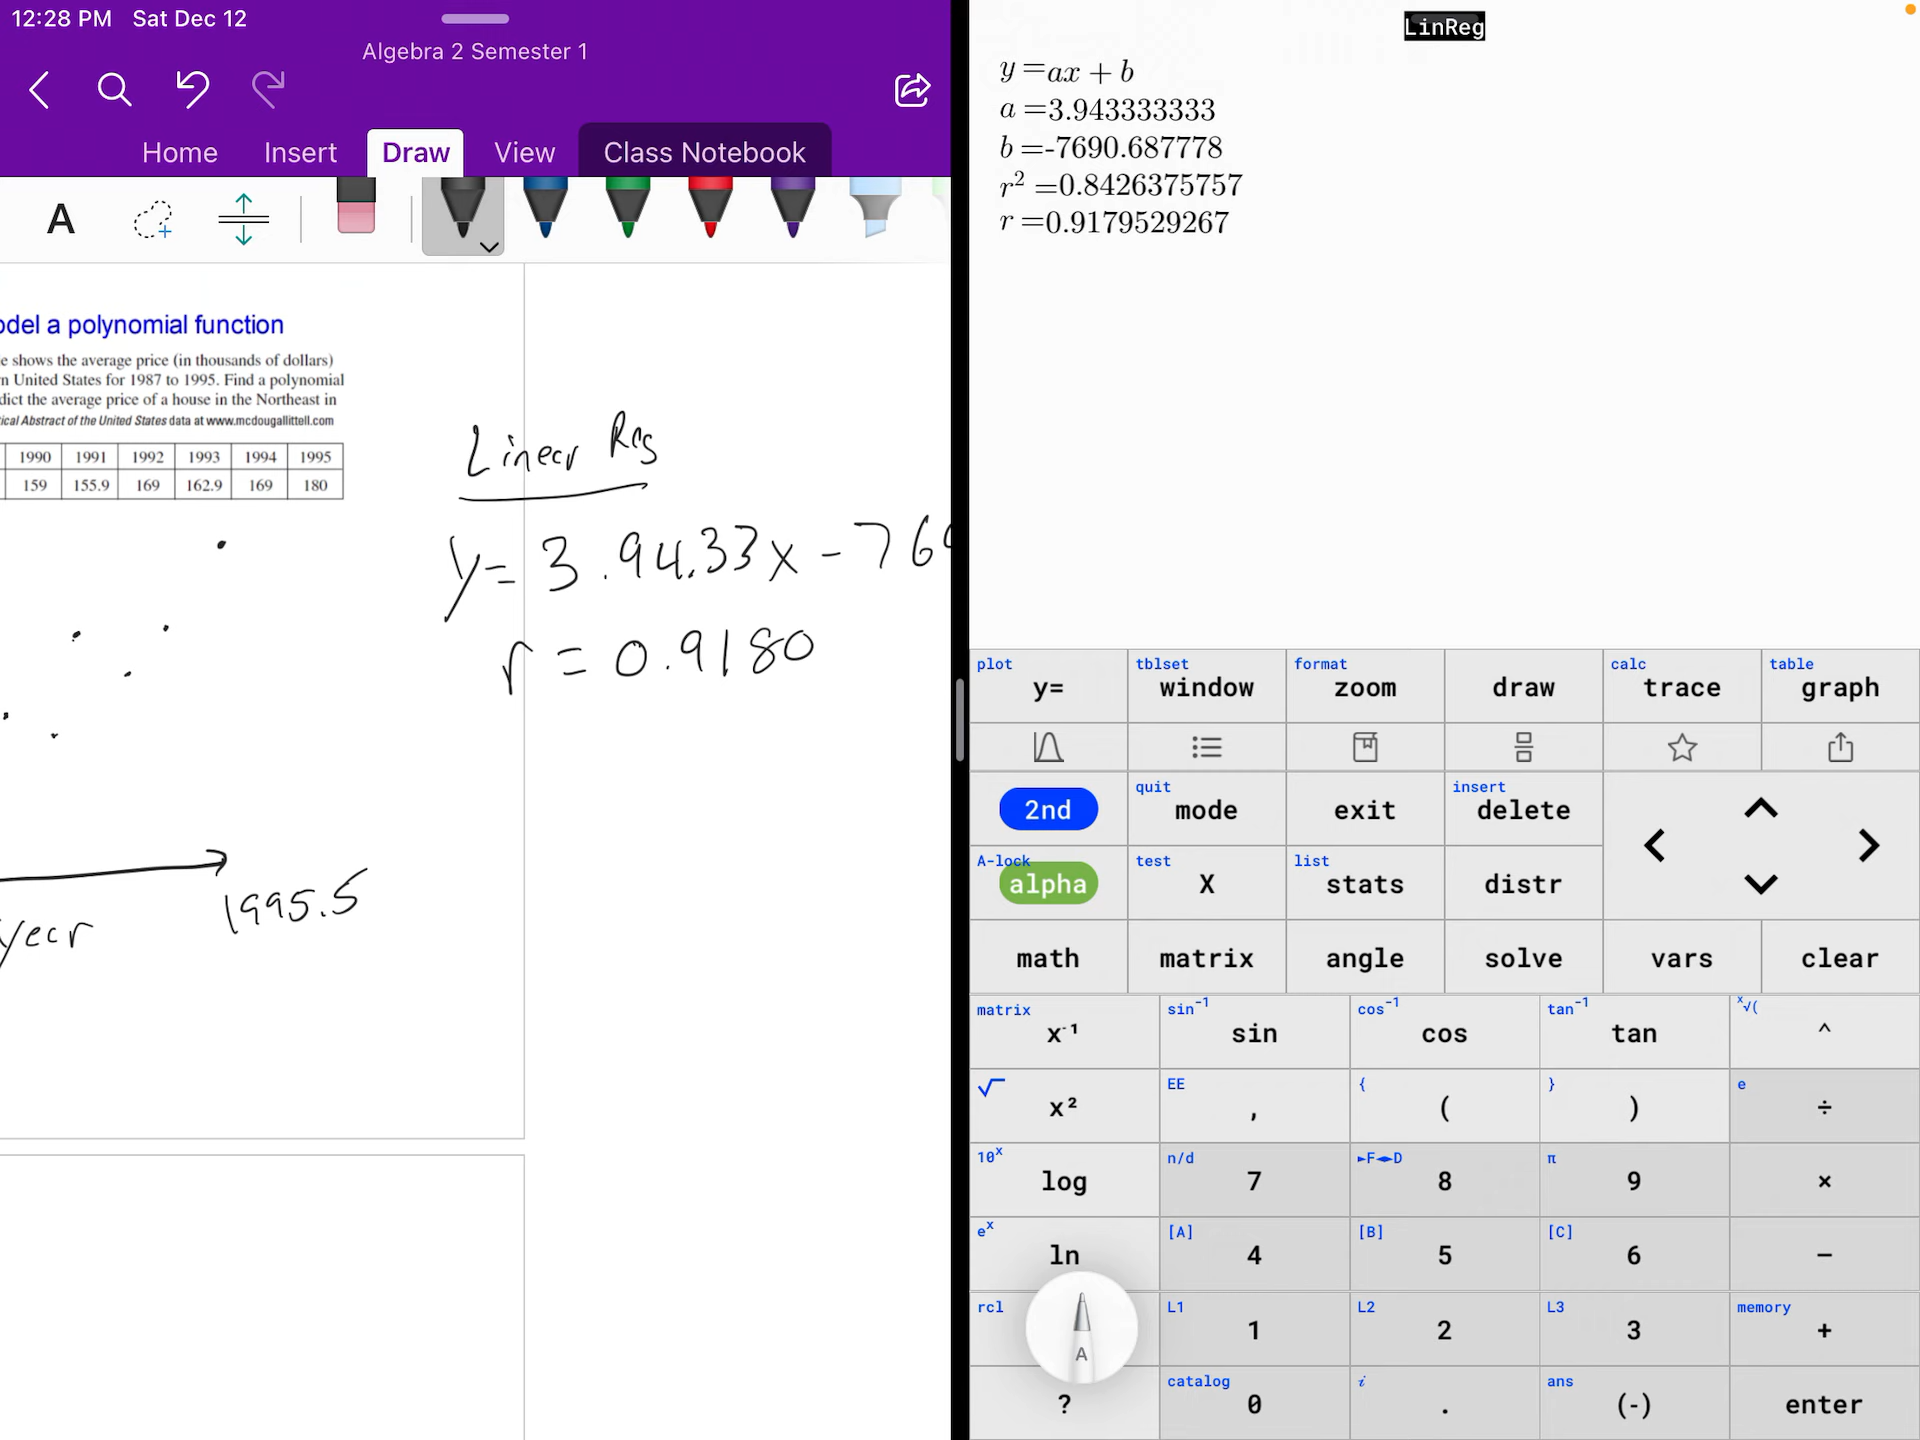 12:28 PM Sat Dec 12
Algebra 2 Semester 1
Home Insert Draw View Class Notebook
A
odel a polynomial function
e shows the average price (in thousands of dollars)
n United States for 1987 to 1995. Find a polynomial
dict the average price of a house in the Northeast in
ical Abstract of the United States data at www.mcdougallittell.com
1990 1991 1992 1993 1994 1995
159 155.9 169 162.9 169 180
Linear Reg
y= 3.94.33x - 769
r = 0.9180
1995.5
year
LinReg
y=ax + b
a=3.943333333
b=-7690.687778
r²=0.8426375757
r=0.9179529267
plot tblset format calc table
y= window zoom draw trace graph
quit insert
2nd mode exit delete
A-lock test list
alpha X stats distr
math matrix angle solve vars clear
matrix sin⁻¹ cos⁻¹ tan⁻¹ ˣ√(
x⁻¹ sin cos tan ^
√ EE { } e
x² , ( ) ÷
10ˣ n/d ►F◄►D π
log 7 8 9 ×
eˣ [A] [B] [C]
ln 4 5 6 −
rcl L1 L2 L3 memory
A 1 2 3 +
catalog i ans
? 0 . (-) enter